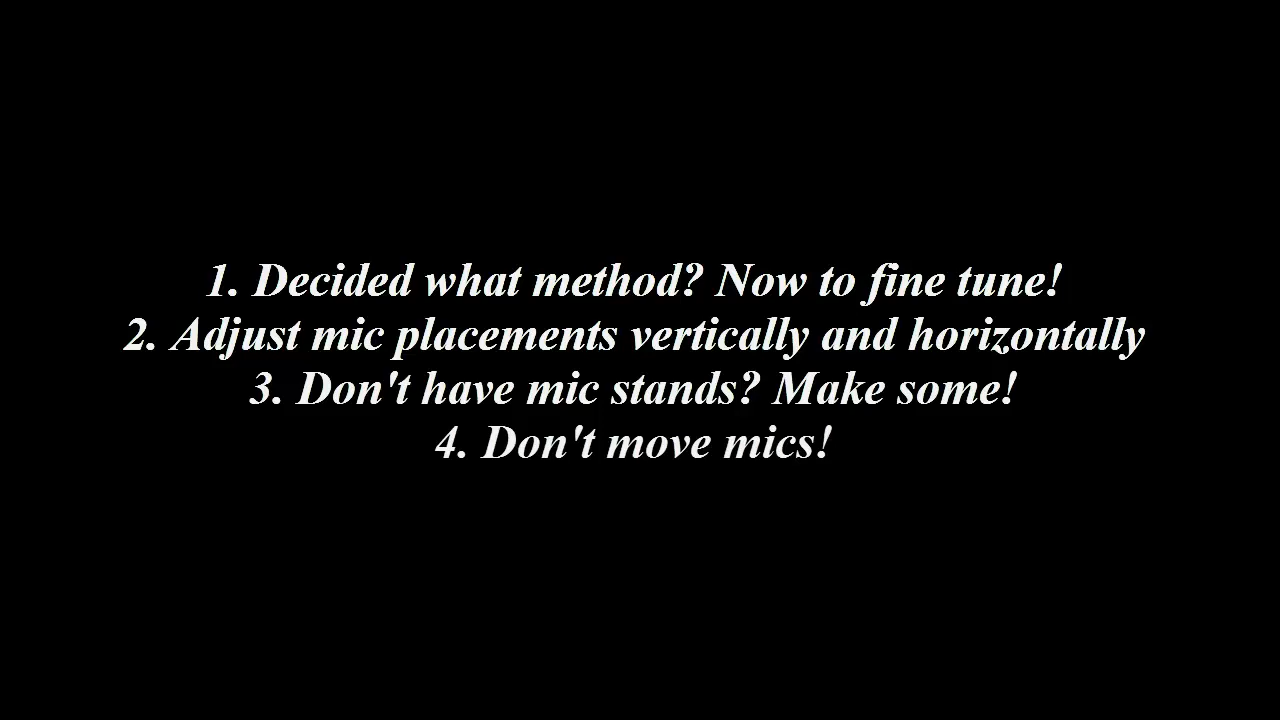 1. Decided what method? Now to fine tune!
2. Adjust mic placements vertically and horizontally
3. Don't have mic stands? Make some!
4. Don't move mics!